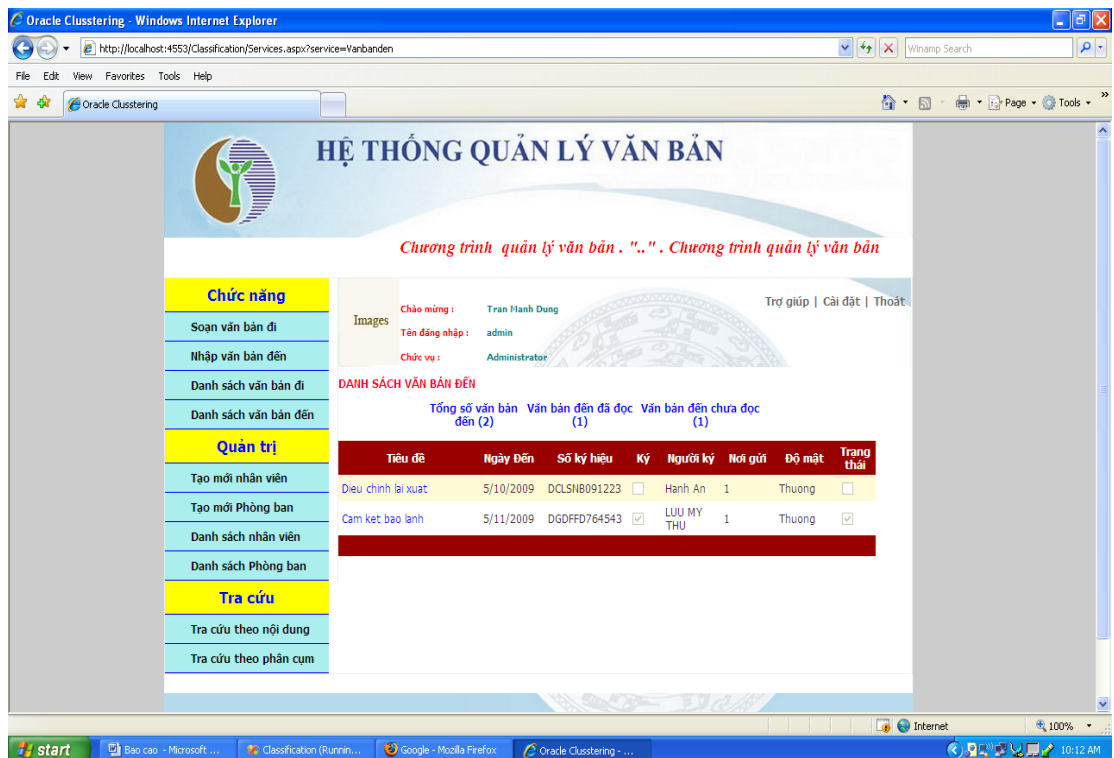 Oracle Clusstering - Windows Internet Explorer
http://localhost:4553/Classification/Services.aspx?service=Vanbanden
Winamp Search
File Edit View Favorites Tools Help
Oracle Clusstering
Page Tools »
HỆ THỐNG QUẢN LÝ VĂN BẢN
Chương trình quản lý văn bản . ".." . Chương trình quản lý văn bản
Chức năng
Soạn văn bản đi
Nhập văn bản đến
Danh sách văn bản đi
Danh sách văn bản đến
Quản trị
Tạo mới nhân viên
Tạo mới Phòng ban
Danh sách nhân viên
Danh sách Phòng ban
Tra cứu
Tra cứu theo nội dung
Tra cứu theo phân cụm
Trợ giúp | Cài đặt | Thoát
Images
Chào mừng : Tran Manh Dung
Tên đăng nhập : admin
Chức vụ : Administrator
DANH SÁCH VĂN BẢN ĐẾN
Tổng số văn bản đến (2)
Văn bản đến đã đọc (1)
Văn bản đến chưa đọc (1)
Tiêu đề Ngày Đến Số ký hiệu Ký Người ký Nơi gửi Độ mật Trạng thái
Dieu chinh lai xuat 5/10/2009 DCLSNB091223 Hanh An 1 Thuong
Cam ket bao lanh 5/11/2009 DGDFFD764543 LUU MY THU 1 Thuong
Internet 100%
start Bao cao - Microsoft ... Classification (Runnin... Google - Mozilla Firefox Oracle Clusstering - ... 10:12 AM